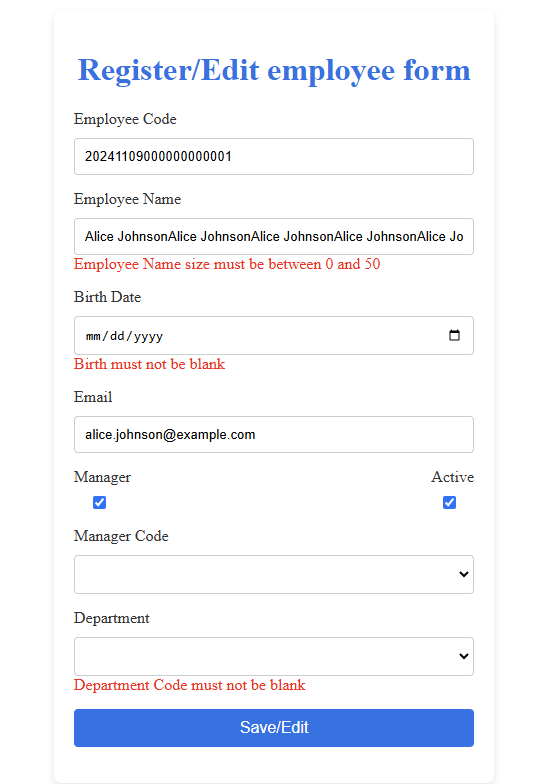 Register/Edit employee form
Employee Code
20241109000000000001
Employee Name
Alice JohnsonAlice JohnsonAlice JohnsonAlice JohnsonAlice Jo
Employee Name size must be between 0 and 50
Birth Date
mm/dd/yyyy
Birth must not be blank
Email
alice.johnson@example.com
Manager Active
Manager Code
Department
Department Code must not be blank
Save/Edit